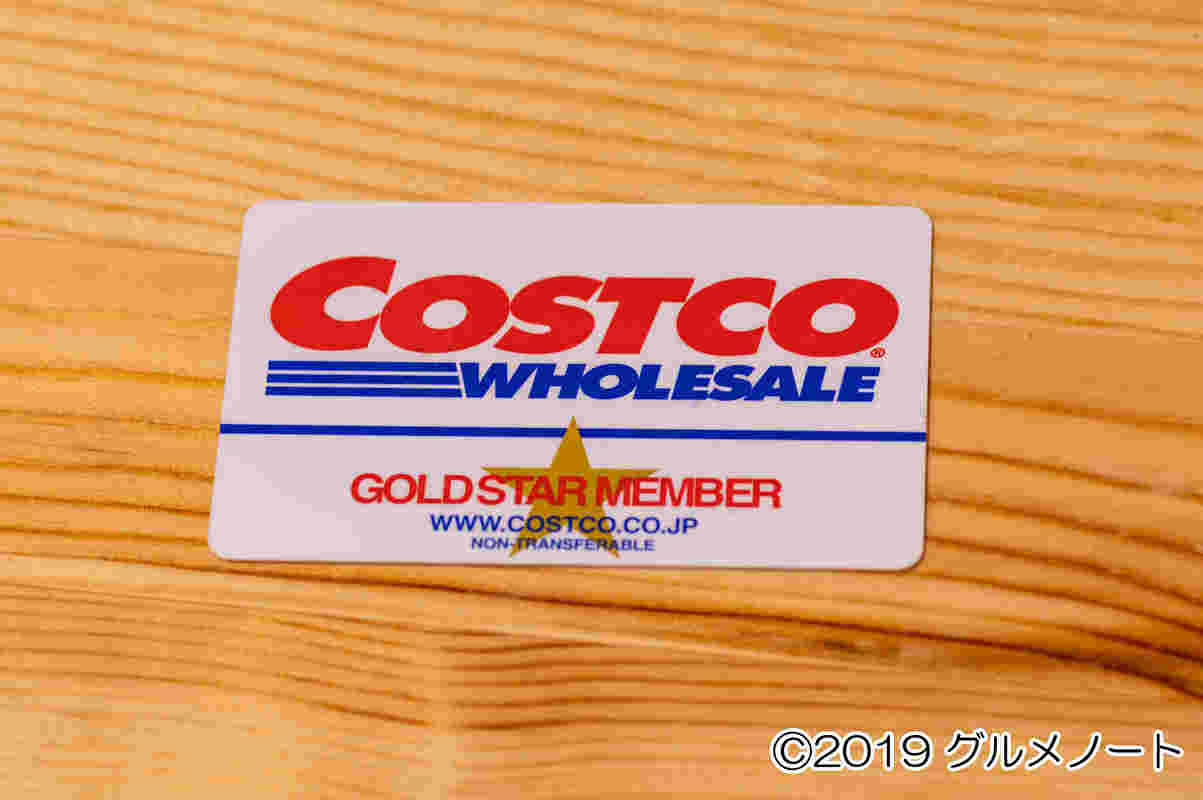 COSTCO®
WHOLESALE
GOLD STAR MEMBER
WWW.COSTCO.CO.JP
NON-TRANSFERABLE
©2019 グルメノート